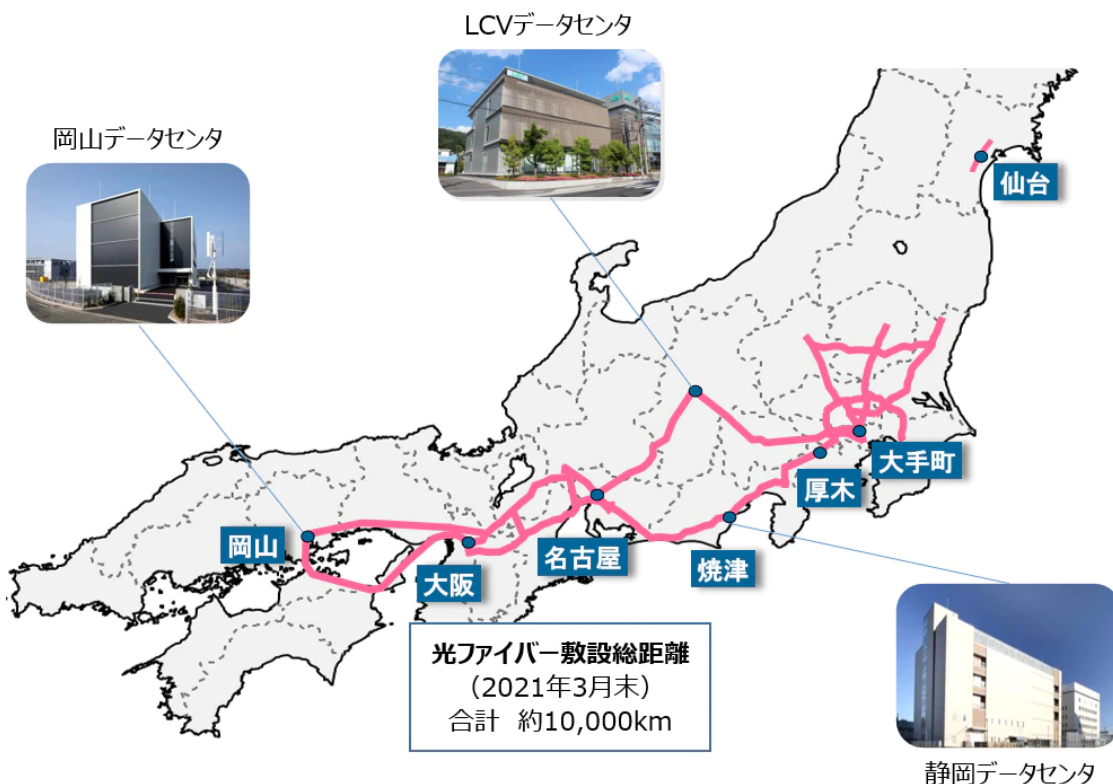 LCVデータセンタ
岡山データセンタ
仙台
大手町
厚木
岡山
大阪
名古屋
焼津
光ファイバー敷設総距離
(2021年3月末)
合計 約10,000km
静岡データセンタ